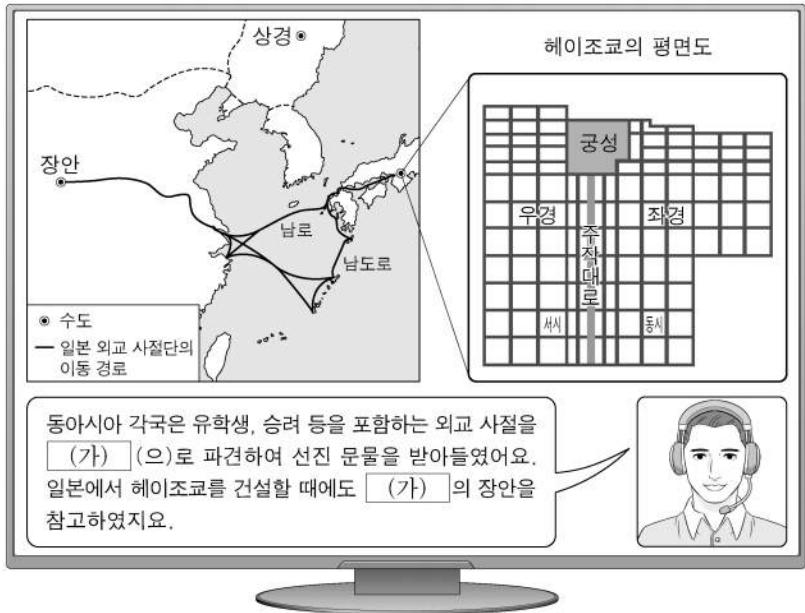 상경
장안
남로
남도로
수도
일본 외교 사절단의
이동 경로
헤이조쿄의 평면도
궁성
우경
좌경
주작대로
서시
동시
동아시아 각국은 유학생, 승려 등을 포함하는 외교 사절을
(가) (으)로 파견하여 선진 문물을 받아들였어요.
일본에서 헤이조쿄를 건설할 때에도 (가) 의 장안을
참고하였지요.